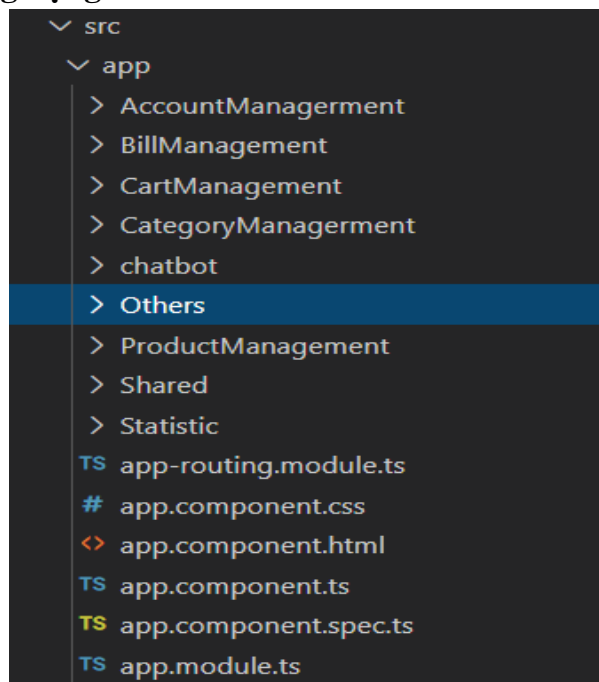 src
app
AccountManagerment
BillManagement
CartManagement
CategoryManagerment
chatbot
Others
ProductManagement
Shared
Statistic
TS app-routing.module.ts
# app.component.css
<> app.component.html
TS app.component.ts
TS app.component.spec.ts
TS app.module.ts